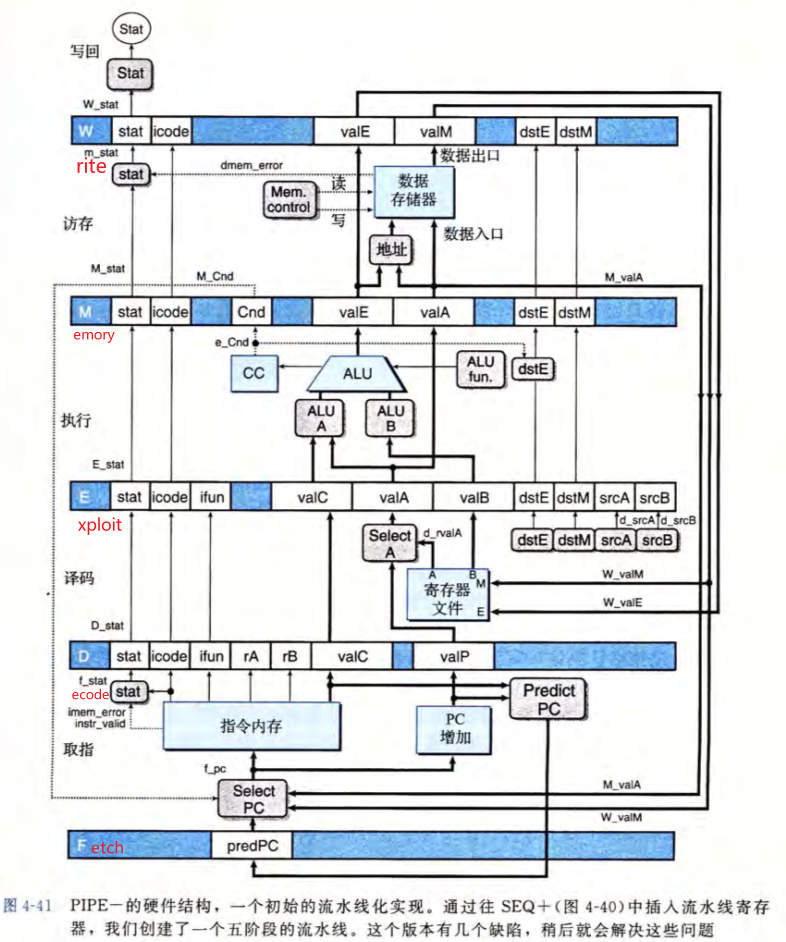 Stat
写回
Stat
W_stat
W stat icode valE valM dstE dstM
m_stat
rite
数据出口
dmem_error
stat
读
数据
存储器
Mem.
control
写
访存
数据入口
地址
M_stat
M_Cnd
M_valA
M stat icode Cnd valE valA dstE dstM
emory
e_Cnd
CC
ALU
ALU
fun.
dstE
ALU
A
ALU
B
执行
E_stat
E stat icode ifun valC valA valB dstE dstM srcA srcB
xploit
d_srcA d_srcB
Select
A
d_rvalA
dstE dstM srcA srcB
A B
M
寄存器
文件
E
W_valM
译码
W_valE
D_stat
D stat icode ifun rA rB valC valP
f_stat
ecode stat
imem_error
instr_valid
指令内存
PC
增加
Predict
PC
取指
f_pc
Select
PC
M_valA
W_valM
F etch predPC
图 4-41 PIPE－的硬件结构，一个初始的流水线化实现。通过往 SEQ+(图 4-40)中插入流水线寄存
器，我们创建了一个五阶段的流水线。这个版本有几个缺陷，稍后就会解决这些问题